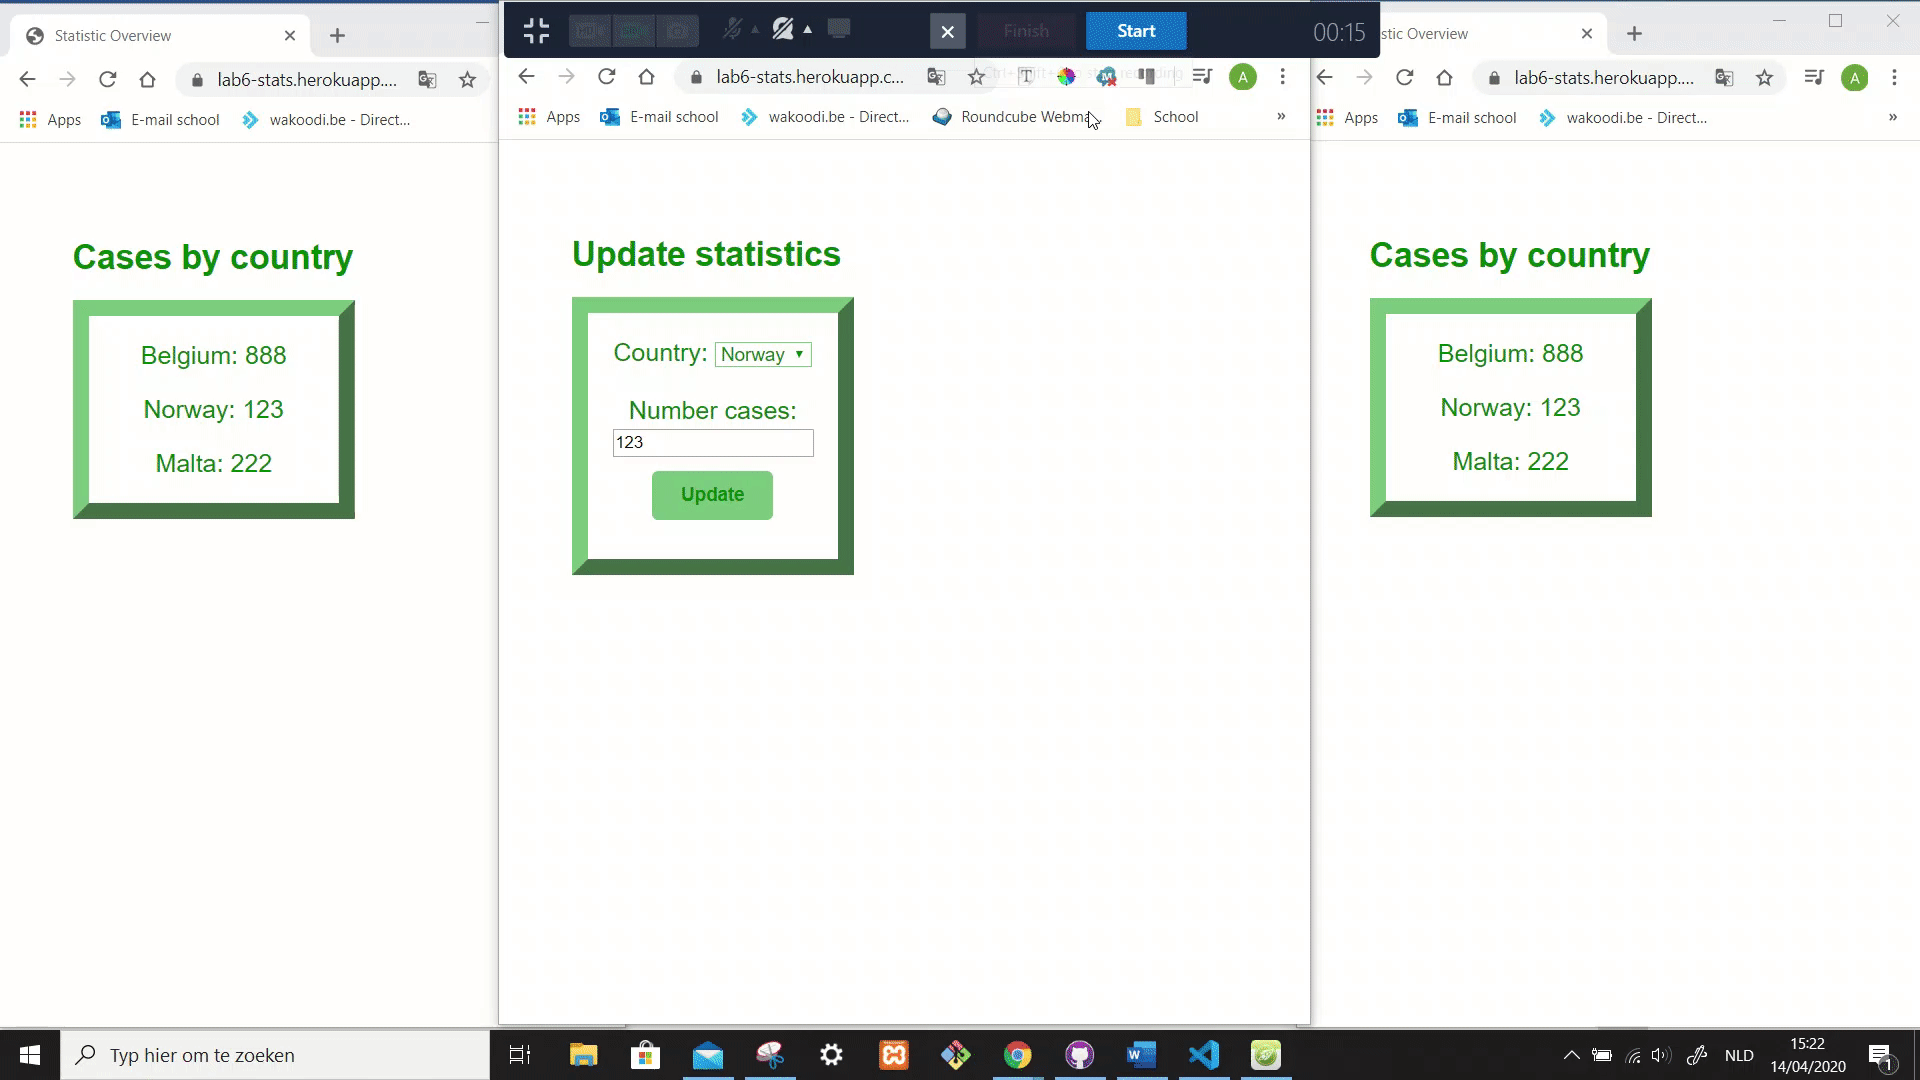 Statistic Overview
lab6-stats.herokuapp....
Apps
E-mail school
wakoodi.be - Direct...
Cases by country
Belgium: 888
Norway: 123
Malta: 222
Finish
Start
00:15
lab6-stats.herokuapp.c...
A
Apps
E-mail school
wakoodi.be - Direct...
Roundcube Webma
School
»
Update statistics
Country: Norway
Number cases:
123
Update
stic Overview
lab6-stats.herokuapp....
A
Apps
E-mail school
wakoodi.be - Direct...
»
Cases by country
Belgium: 888
Norway: 123
Malta: 222
Typ hier om te zoeken
NLD
15:22
14/04/2020
1